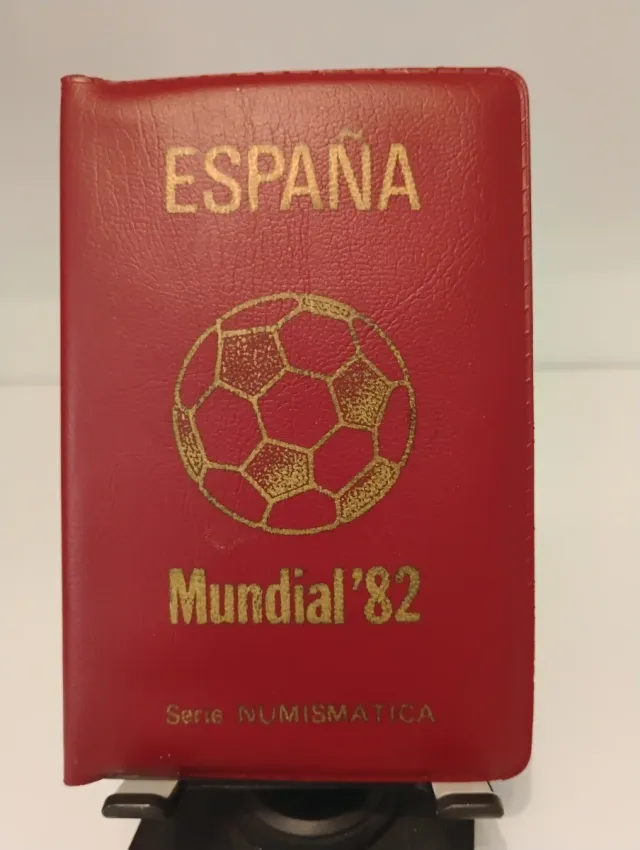 ESPAÑA
Mundial '82
Serie NUMISMATICA